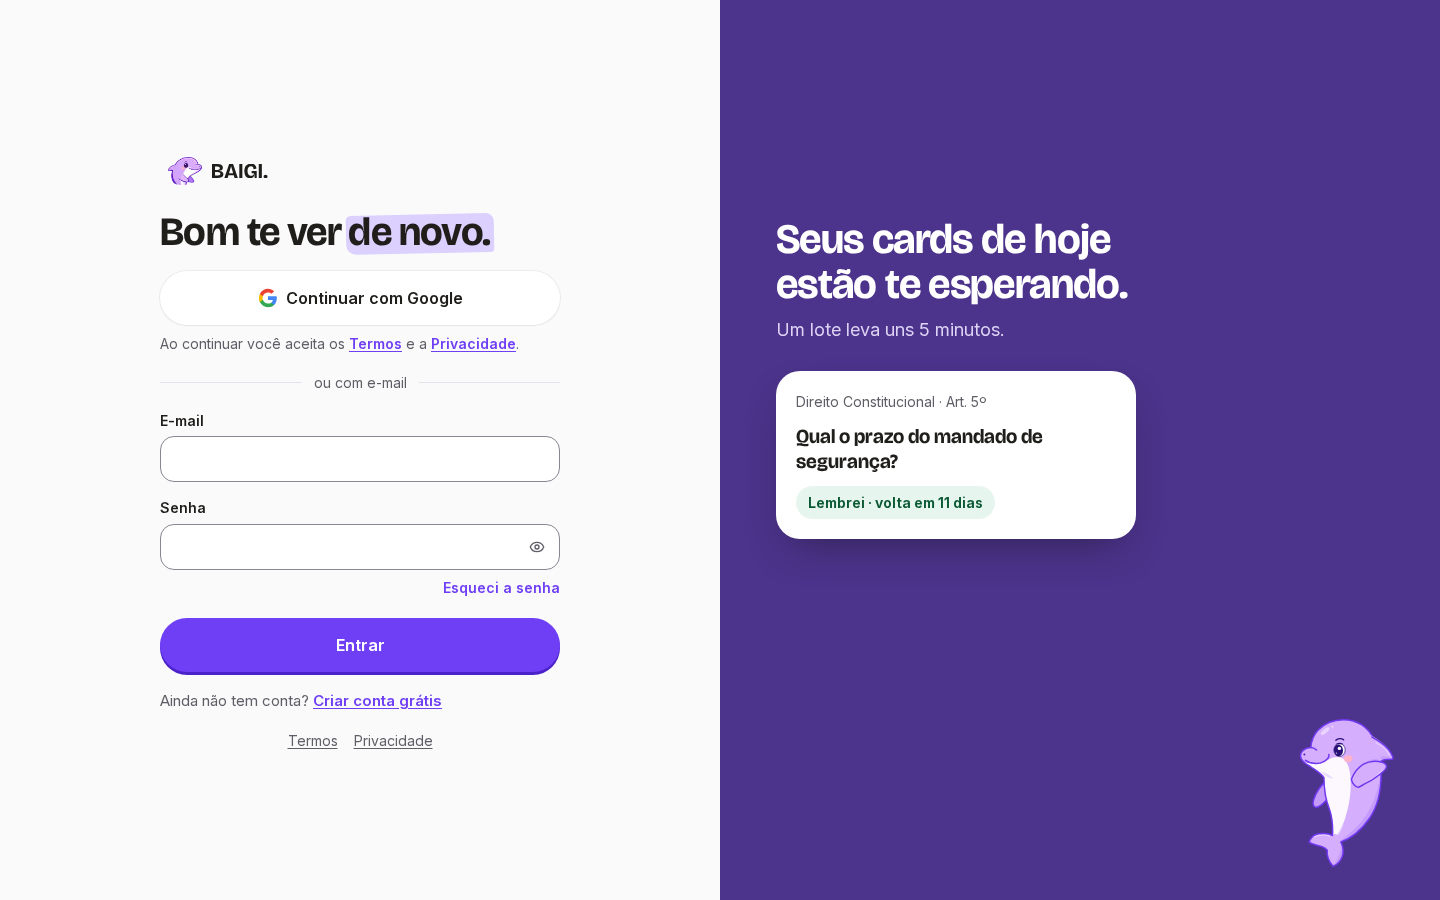 BAIGI.
Bom te ver de novo.
Continuar com Google
Ao continuar você aceita os Termos e a Privacidade.
ou com e-mail
E-mail
Senha
Esqueci a senha
Entrar
Ainda não tem conta? Criar conta grátis
Termos Privacidade
Seus cards de hoje
estão te esperando.
Um lote leva uns 5 minutos.
Direito Constitucional · Art. 5º
Qual o prazo do mandado de
segurança?
Lembrei · volta em 11 dias